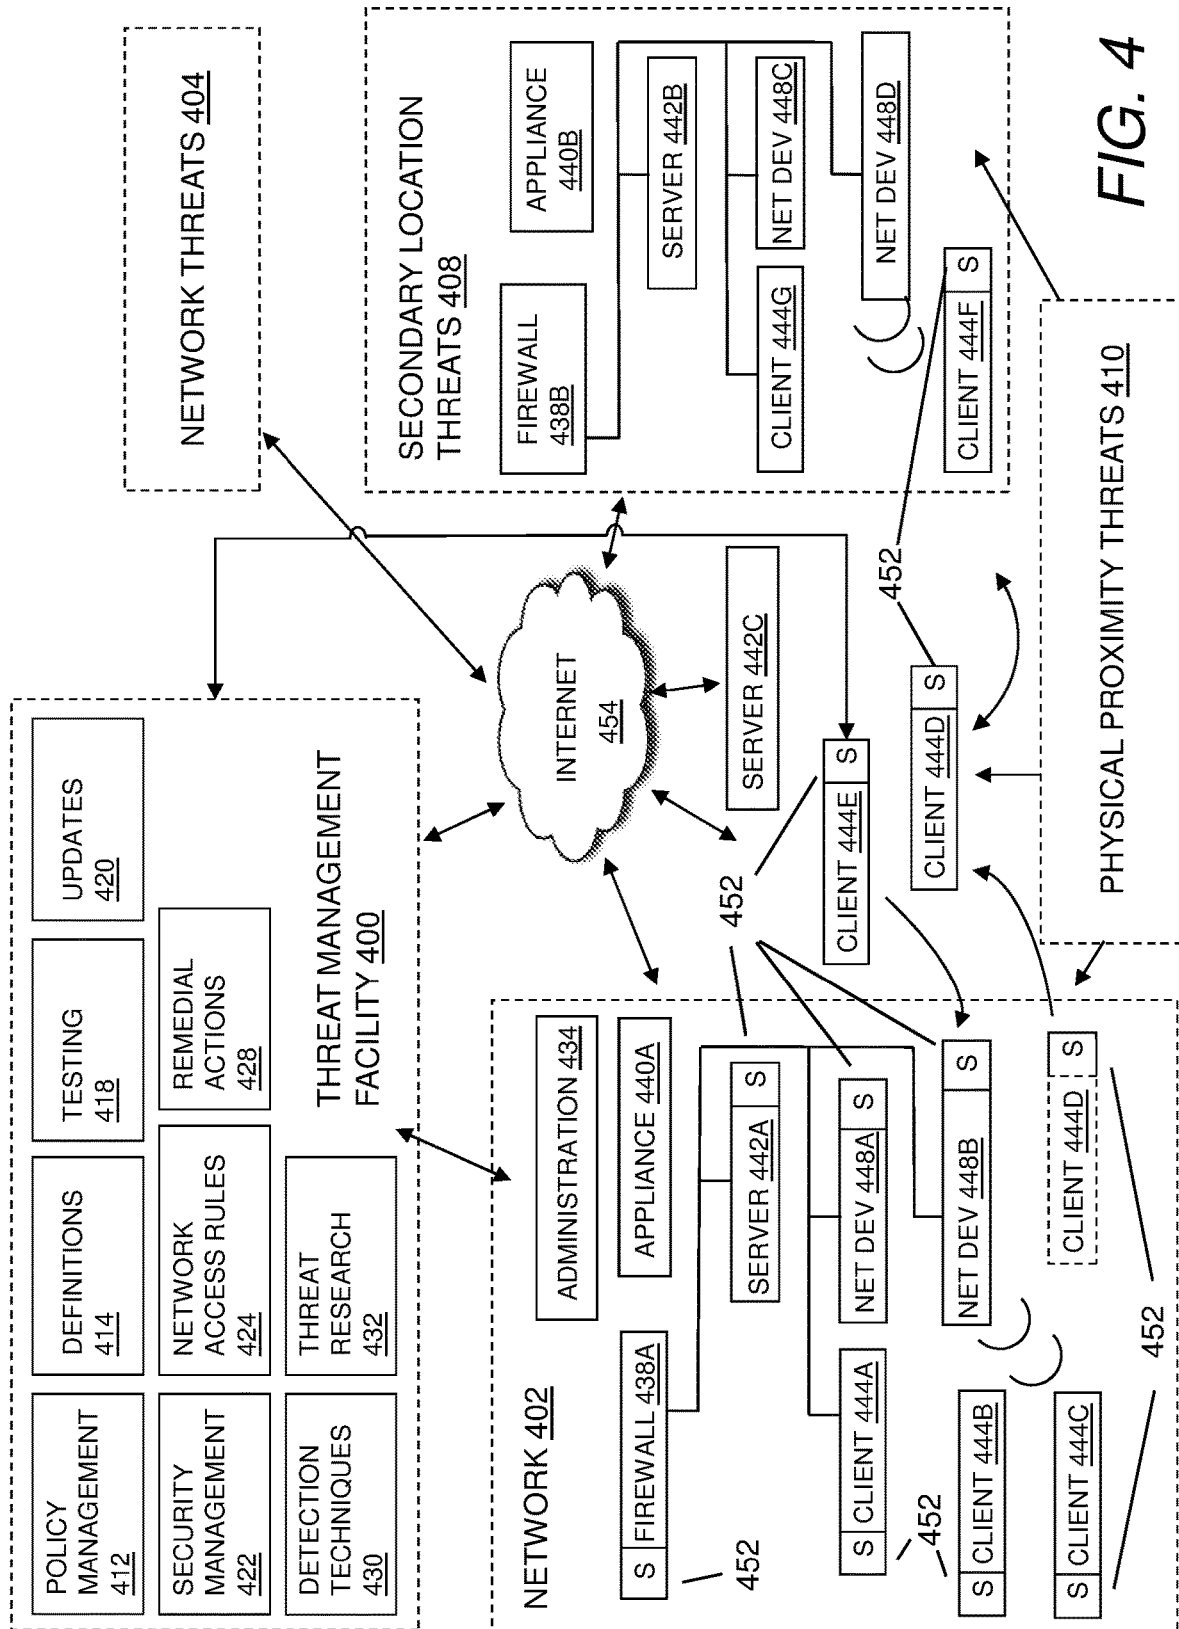 POLICY
MANAGEMENT
412
DEFINITIONS
414
TESTING
418
UPDATES
420
SECURITY
MANAGEMENT
422
NETWORK
ACCESS RULES
424
REMEDIAL
ACTIONS
428
DETECTION
TECHNIQUES
430
THREAT
RESEARCH
432
THREAT MANAGEMENT
FACILITY 400
NETWORK THREATS 404
NETWORK 402
ADMINISTRATION 434
S FIREWALL 438A
APPLIANCE 440A
452
SERVER 442A S
452
S CLIENT 444A
NET DEV 448A S
452
S CLIENT 444B
NET DEV 448B S
S CLIENT 444C
CLIENT 444D S
452
INTERNET
454
SERVER 442C
CLIENT 444E S
CLIENT 444D S
452
SECONDARY LOCATION
THREATS 408
FIREWALL
438B
APPLIANCE
440B
SERVER 442B
CLIENT 444G
NET DEV 448C
NET DEV 448D
CLIENT 444F S
PHYSICAL PROXIMITY THREATS 410
FIG. 4